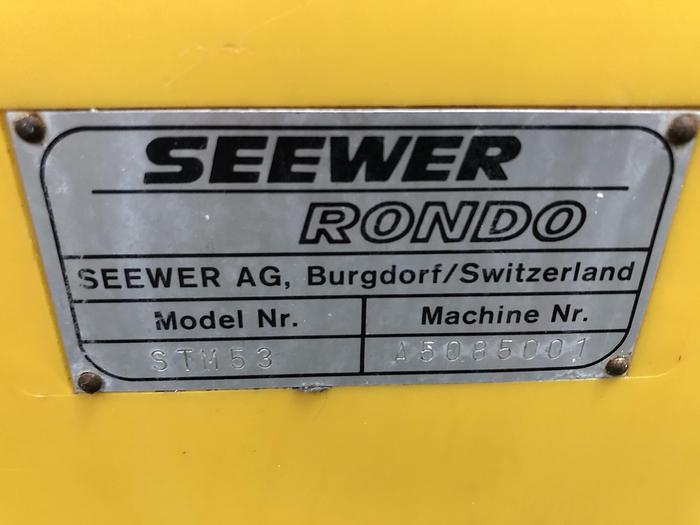 SEEWER
RONDO
SEEWER AG, Burgdorf/Switzerland
Model Nr. Machine Nr.
STM53 A5085001